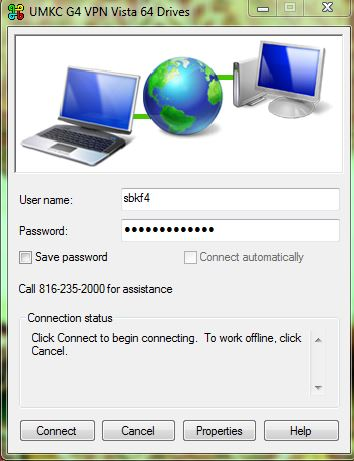 UMKC G4 VPN Vista 64 Drives
User name:
sbkf4
Password:
•••••••••••••
Save password
Connect automatically
Call 816-235-2000 for assistance
Connection status
Click Connect to begin connecting. To work offline, click
Cancel.
Connect
Cancel
Properties
Help